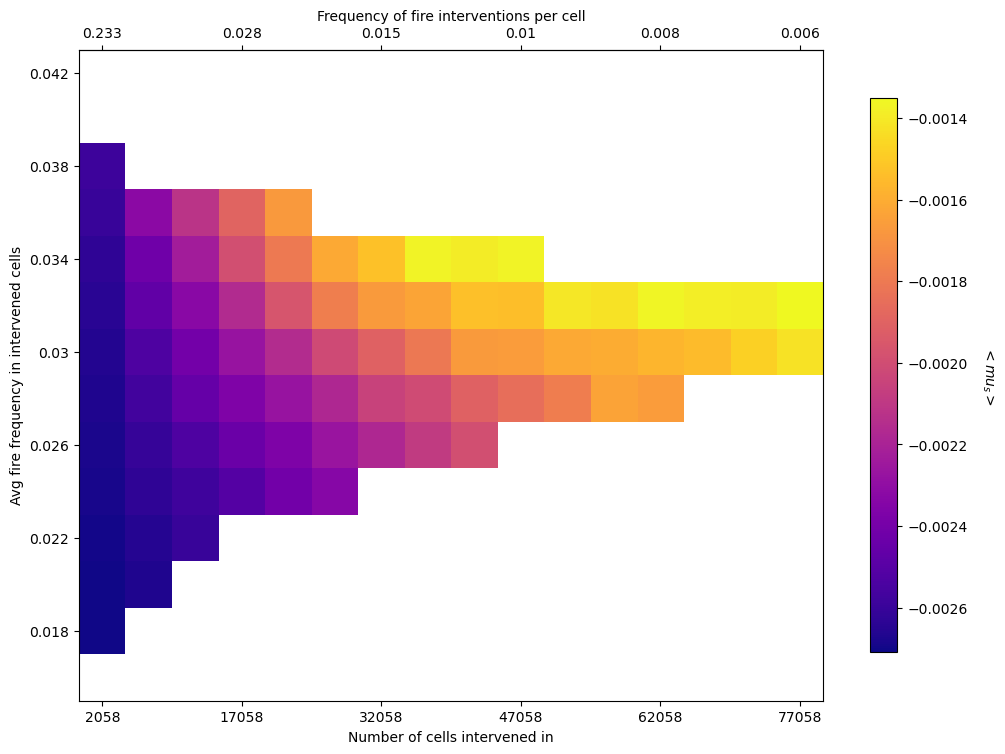 Frequency of fire interventions per cell
0.233 0.028 0.015 0.01 0.008 0.006
Avg fire frequency in intervened cells
0.042
0.038
0.034
0.03
0.026
0.022
0.018
2058 17058 32058 47058 62058 77058
Number of cells intervened in
−0.0014
−0.0016
−0.0018
−0.0020
−0.0022
−0.0024
−0.0026
< mu_s >